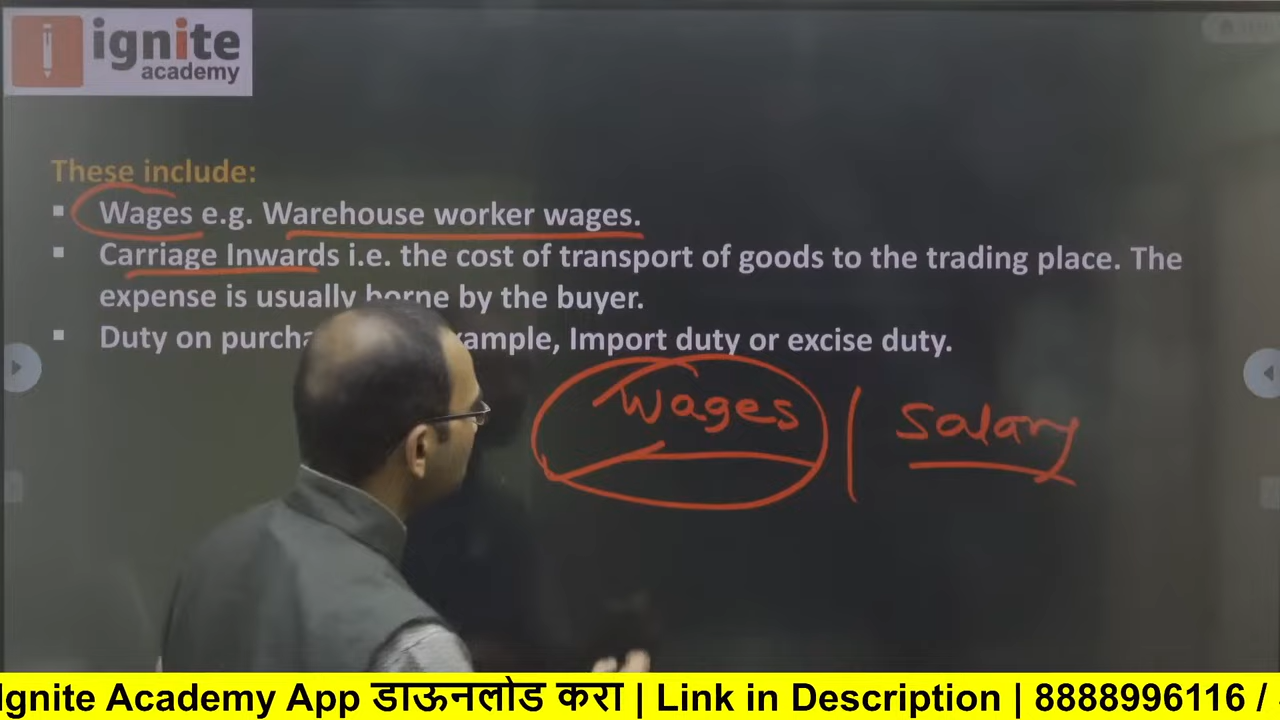 ignite
academy
These include:
▪ Wages e.g. Warehouse worker wages.
▪ Carriage Inwards i.e. the cost of transport of goods to the trading place. The
expense is usually borne by the buyer.
▪ Duty on purcha ample, Import duty or excise duty.
Wages | Salary
Ignite Academy App डाऊनलोड करा | Link in Description | 8888996116 /